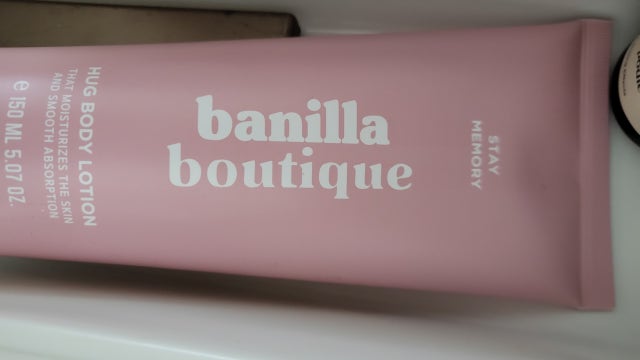 banilla
boutique
STAY
MEMORY
HUG BODY LOTION
THAT MOISTURIZES THE SKIN
AND SMOOTH ABSORPTION
e 150 ML 5.07 OZ.